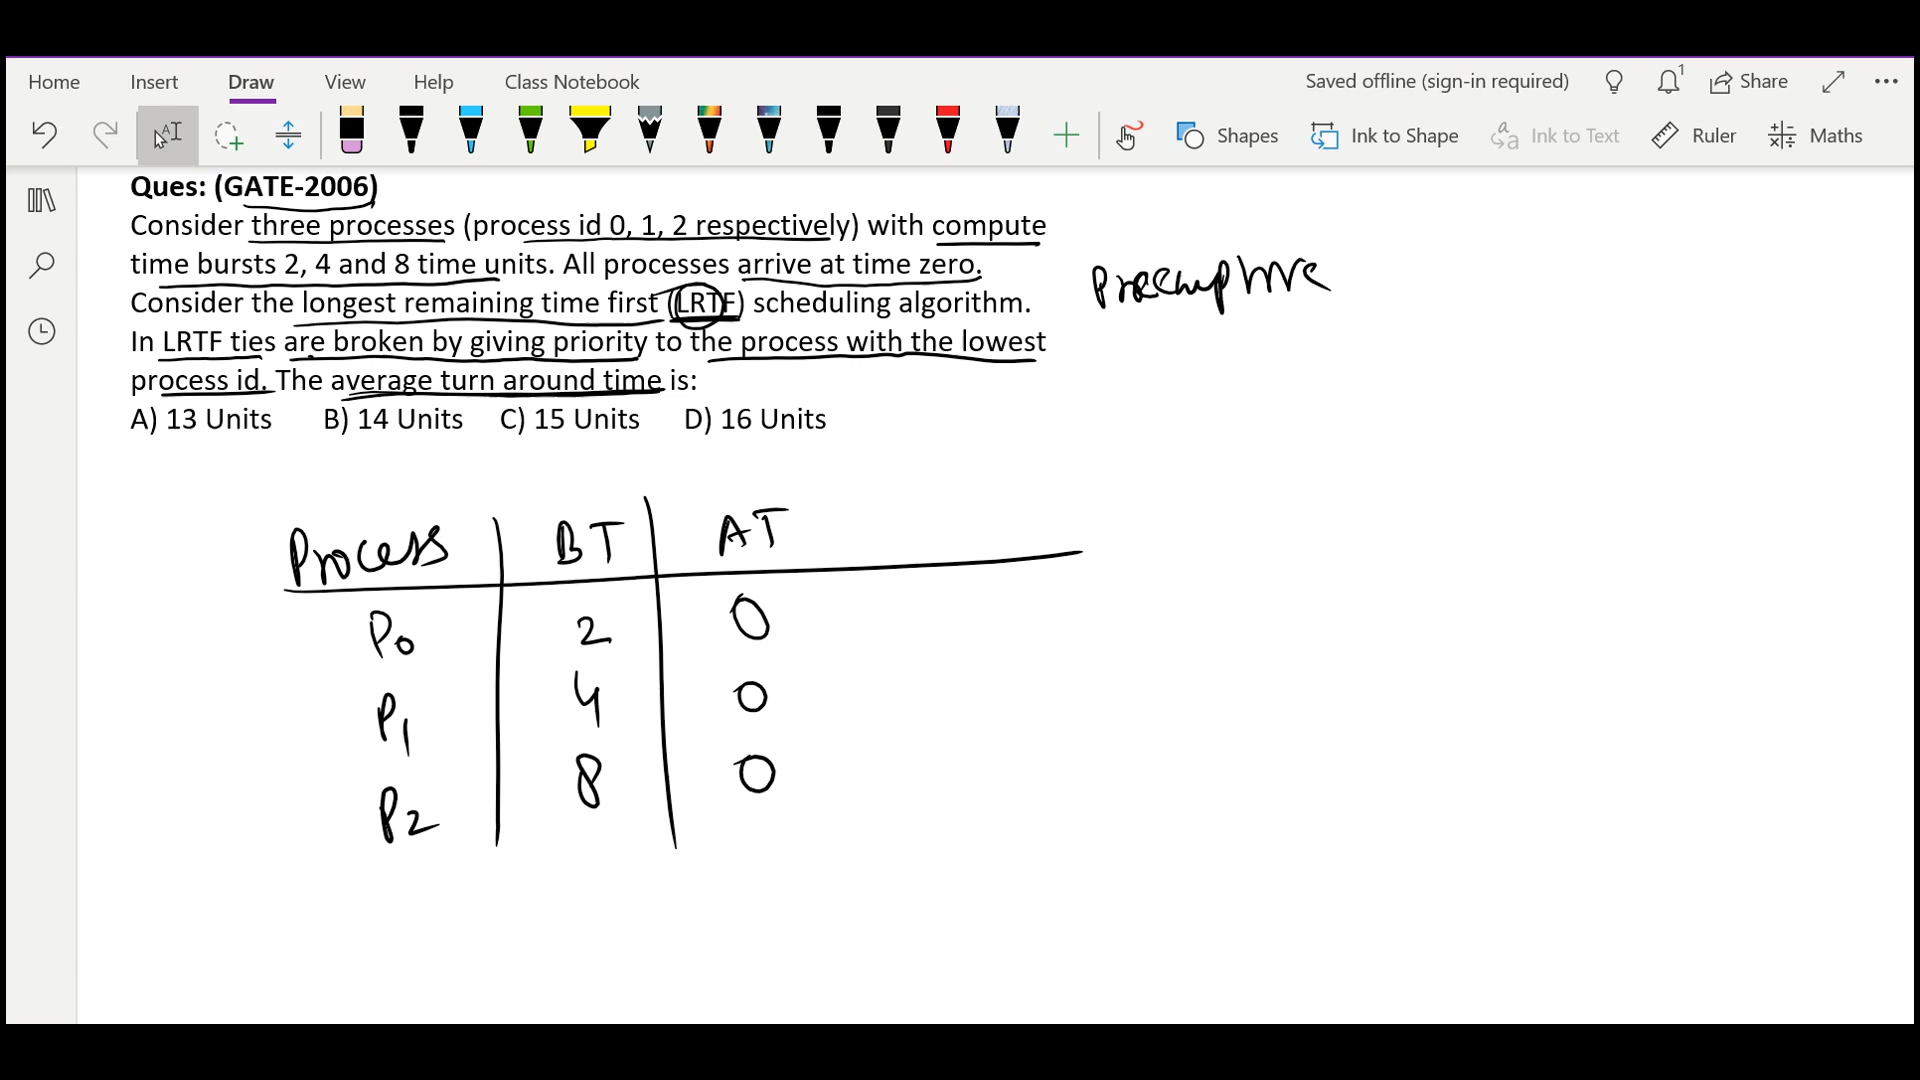 Home Insert Draw View Help Class Notebook Saved offline (sign-in required) 1 Share
Shapes Ink to Shape Ink to Text Ruler Maths
Ques: (GATE-2006)
Consider three processes (process id 0, 1, 2 respectively) with compute
time bursts 2, 4 and 8 time units. All processes arrive at time zero.
Consider the longest remaining time first (LRTF) scheduling algorithm.
In LRTF ties are broken by giving priority to the process with the lowest
process id. The average turn around time is:
A) 13 Units B) 14 Units C) 15 Units D) 16 Units
Preemptive
Process BT AT
P0 2 0
P1 4 0
P2 8 0